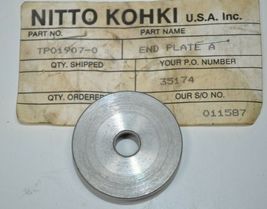 NITTO KOHKI U.S.A. Inc.
PART NO. PART NAME
TP01907-0 END PLATE A
QTY. SHIPPED YOUR P.O. NUMBER
35174
QTY. ORDERED OUR S/O NO.
011587